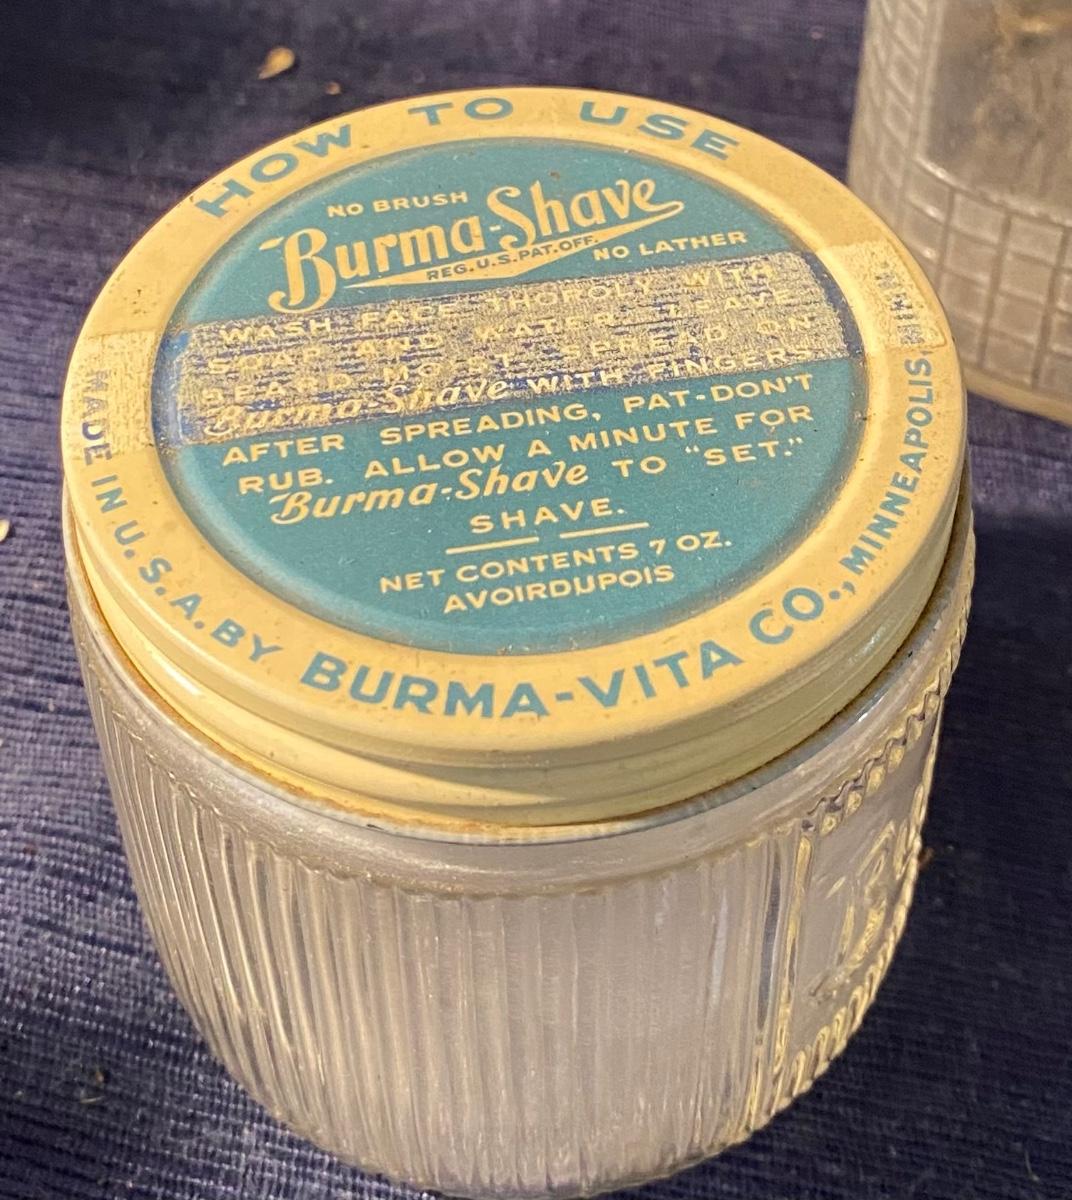 HOW TO USE
NO BRUSH
Burma-Shave
REG. U.S. PAT. OFF.
NO LATHER
WASH FACE THOROLY WITH
SOAP AND WATER. LEAVE
BEARD MOIST. SPREAD ON
Burma-Shave WITH FINGERS
AFTER SPREADING, PAT-DON'T
RUB. ALLOW A MINUTE FOR
Burma-Shave TO "SET."
SHAVE.
NET CONTENTS 7 OZ.
AVOIRDUPOIS
MADE IN U.S.A. BY BURMA-VITA CO., MINNEAPOLIS, MINN.